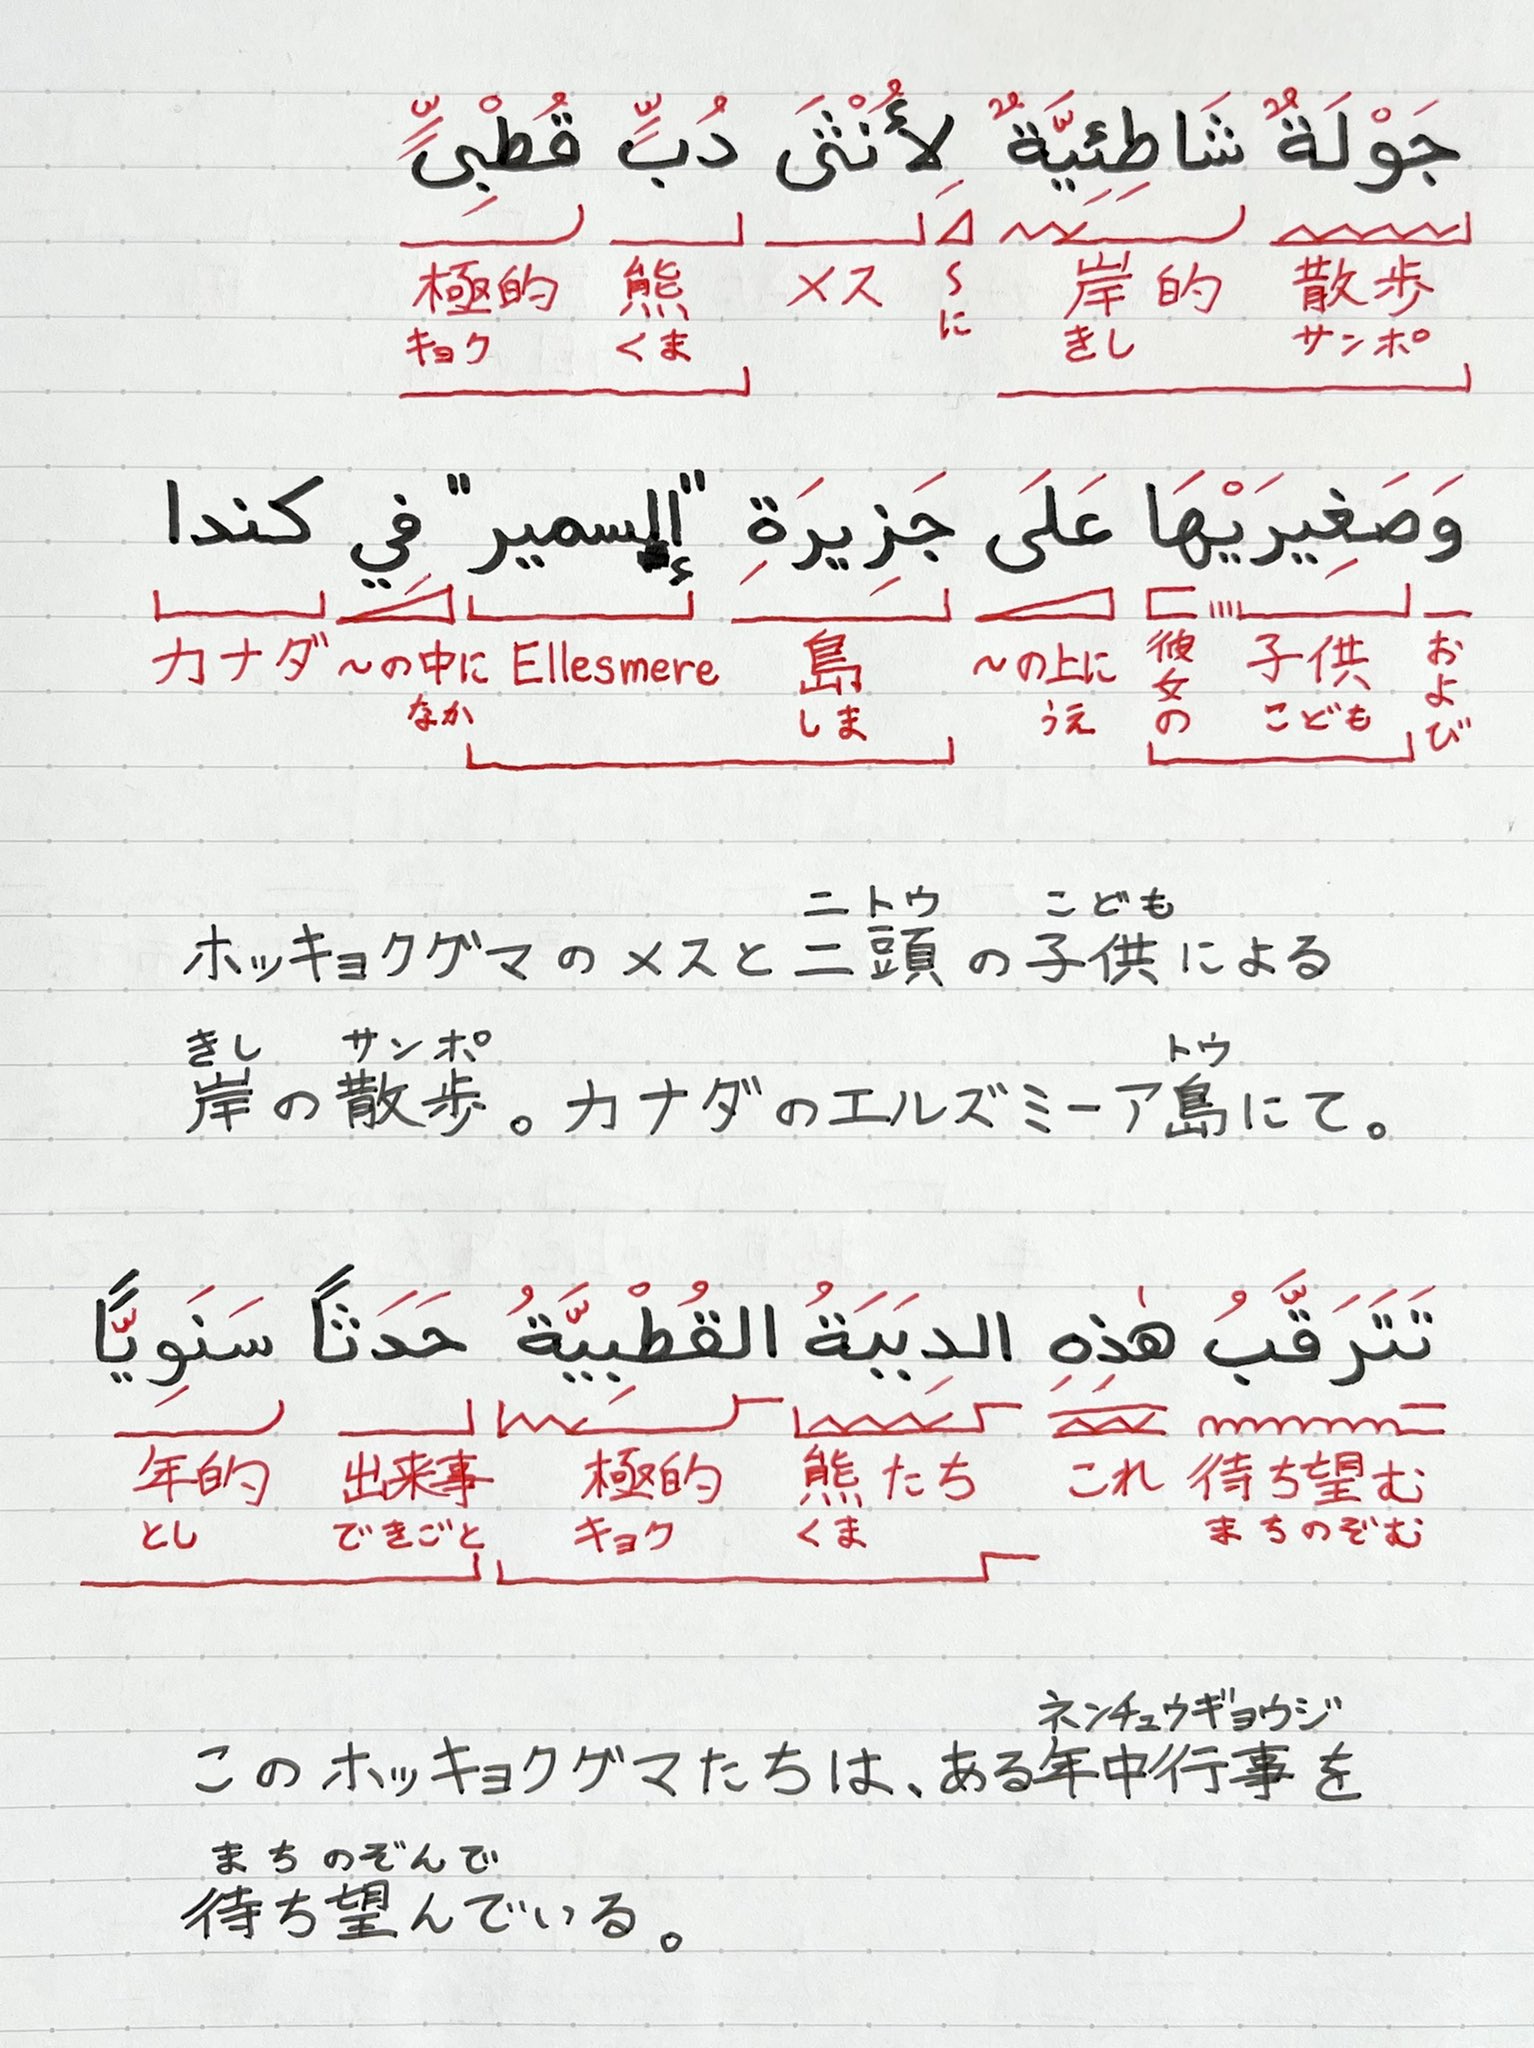 جَوْلَةٌ شَاطِئِيَّةٌ لِأُنْثَى دُبٍّ قُطْبِىٍّ
散歩 岸的 〜に メス 熊 極的
サンポ きし くま キョク
وَصَغِيرَيْهَا عَلَى جَزِيرَةِ "إلسمير" في كندا
および 子供 彼女の 〜の上に 島 Ellesmere 〜の中に カナダ
こども うえ しま なか
ニトウ こども
ホッキョクグマのメスと二頭の子供による
きし サンポ トウ
岸の散歩。カナダのエルズミーア島にて。
تَتَرَقَّبُ هٰذِهِ الدِبَبَةُ القُطْبِيَّةُ حَدَثاً سَنَوِيًّا
待ち望む これ 熊たち 極的 出来事 年的
まちのぞむ くま キョク できごと とし
ネンチュウギョウジ
このホッキョクグマたちは、ある年中行事を
まちのぞんで
待ち望んでいる。